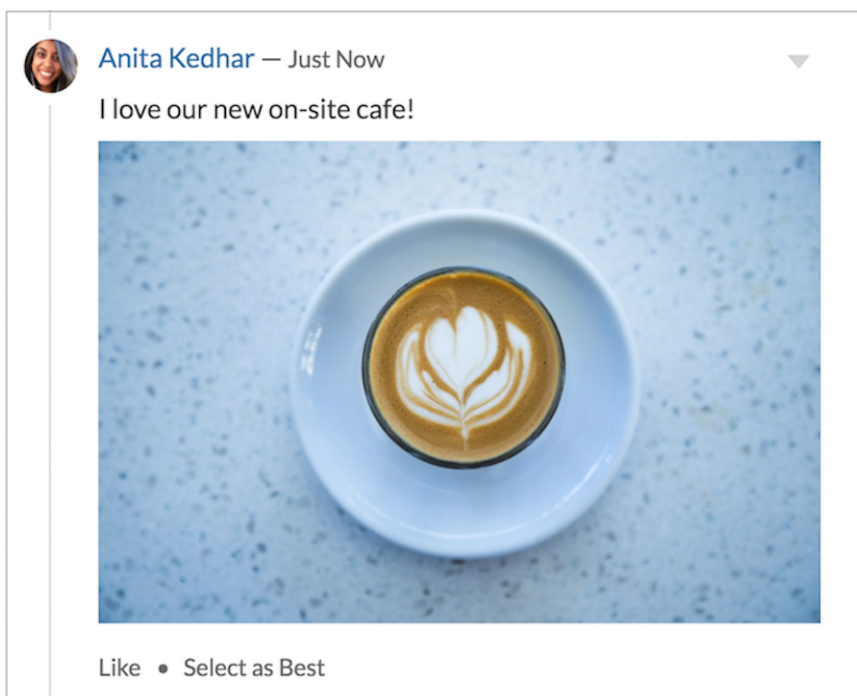 Anita Kedhar — Just Now
I love our new on-site cafe!
Like • Select as Best